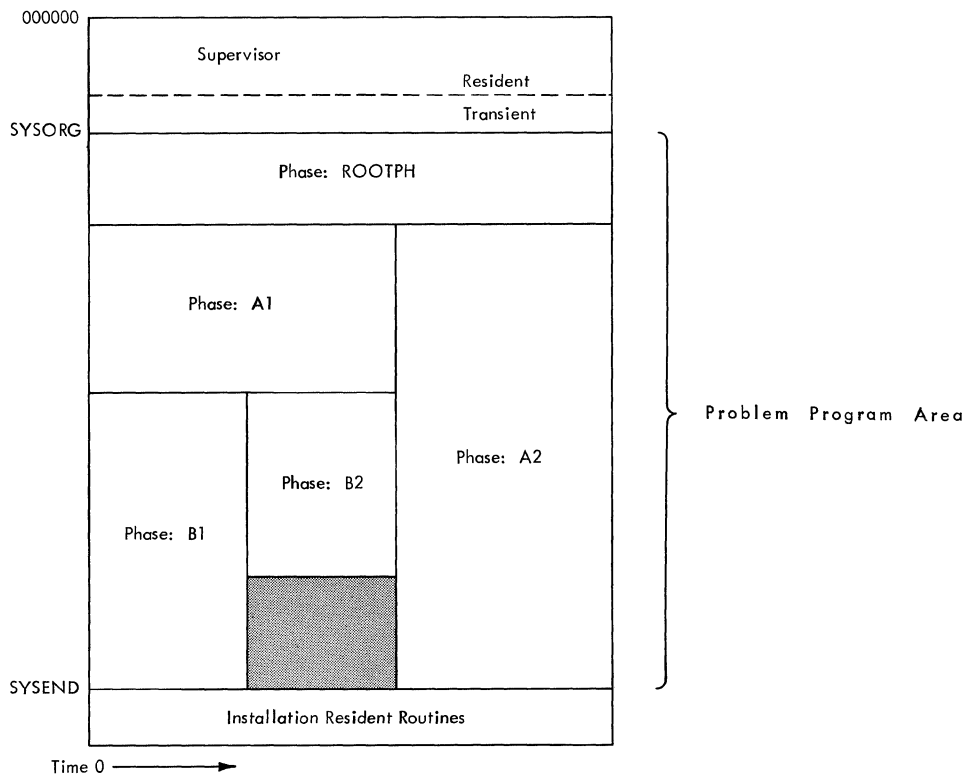 000000
Supervisor
Resident
Transient
SYSORG
Phase: ROOTPH
Phase: A1
Problem Program Area
Phase: A2
Phase: B2
Phase: B1
SYSEND
Installation Resident Routines
Time 0